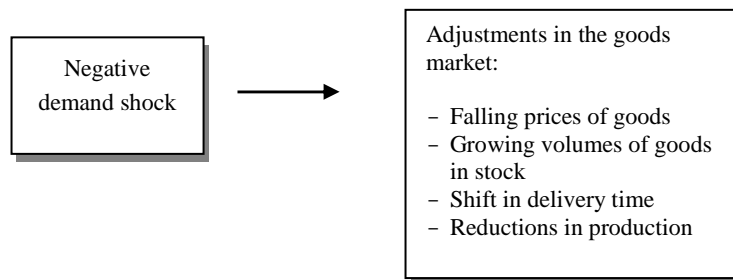 Negative
demand shock
Adjustments in the goods
market:
– Falling prices of goods
– Growing volumes of goods
in stock
– Shift in delivery time
– Reductions in production